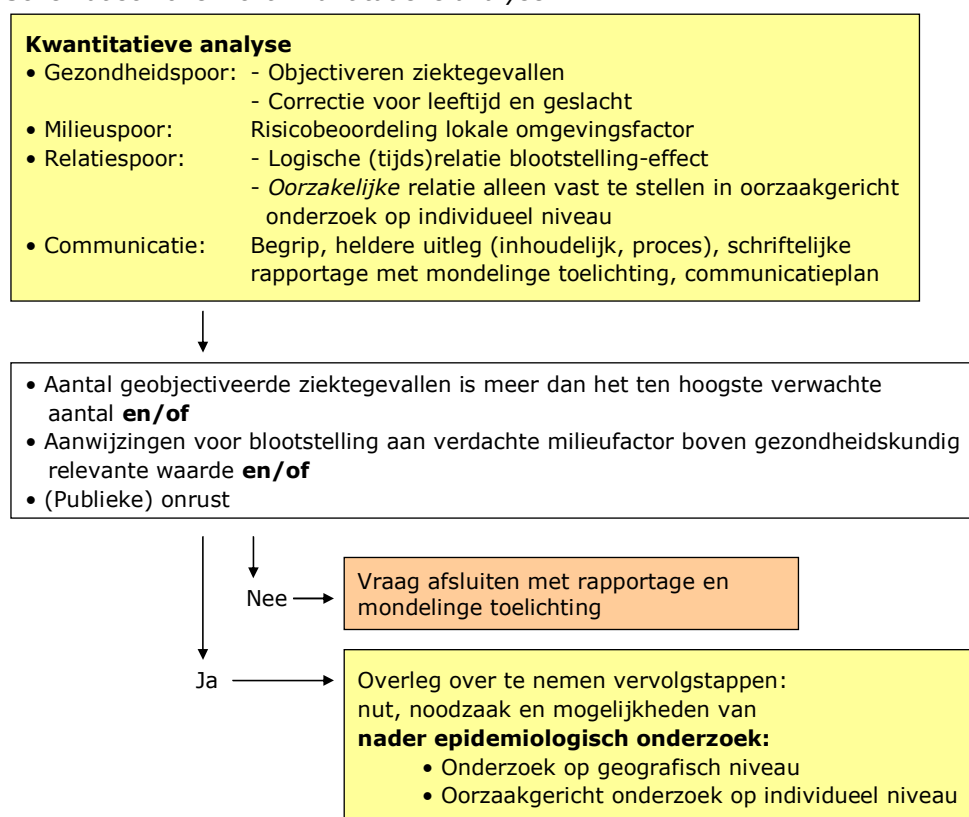 Kwantitatieve analyse
• Gezondheidspoor: - Objectiveren ziektegevallen
- Correctie voor leeftijd en geslacht
• Milieuspoor: Risicobeoordeling lokale omgevingsfactor
• Relatiespoor: - Logische (tijds)relatie blootstelling-effect
- Oorzakelijke relatie alleen vast te stellen in oorzaakgericht
onderzoek op individueel niveau
• Communicatie: Begrip, heldere uitleg (inhoudelijk, proces), schriftelijke
rapportage met mondelinge toelichting, communicatieplan
• Aantal geobjectiveerde ziektegevallen is meer dan het ten hoogste verwachte
aantal en/of
• Aanwijzingen voor blootstelling aan verdachte milieufactor boven gezondheidskundig
relevante waarde en/of
• (Publieke) onrust
Nee
Vraag afsluiten met rapportage en
mondelinge toelichting
Ja
Overleg over te nemen vervolgstappen:
nut, noodzaak en mogelijkheden van
nader epidemiologisch onderzoek:
• Onderzoek op geografisch niveau
• Oorzaakgericht onderzoek op individueel niveau